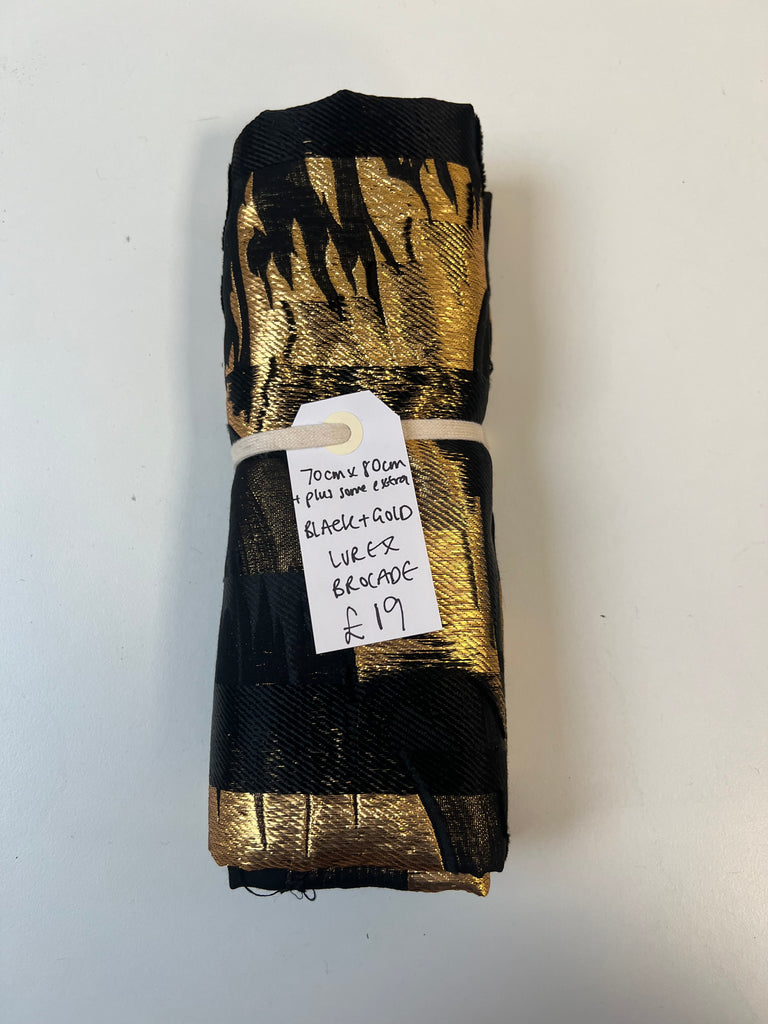 70cm x 80cm
+ plus some extra
BLACK + GOLD
LUREX
BROCADE
£19